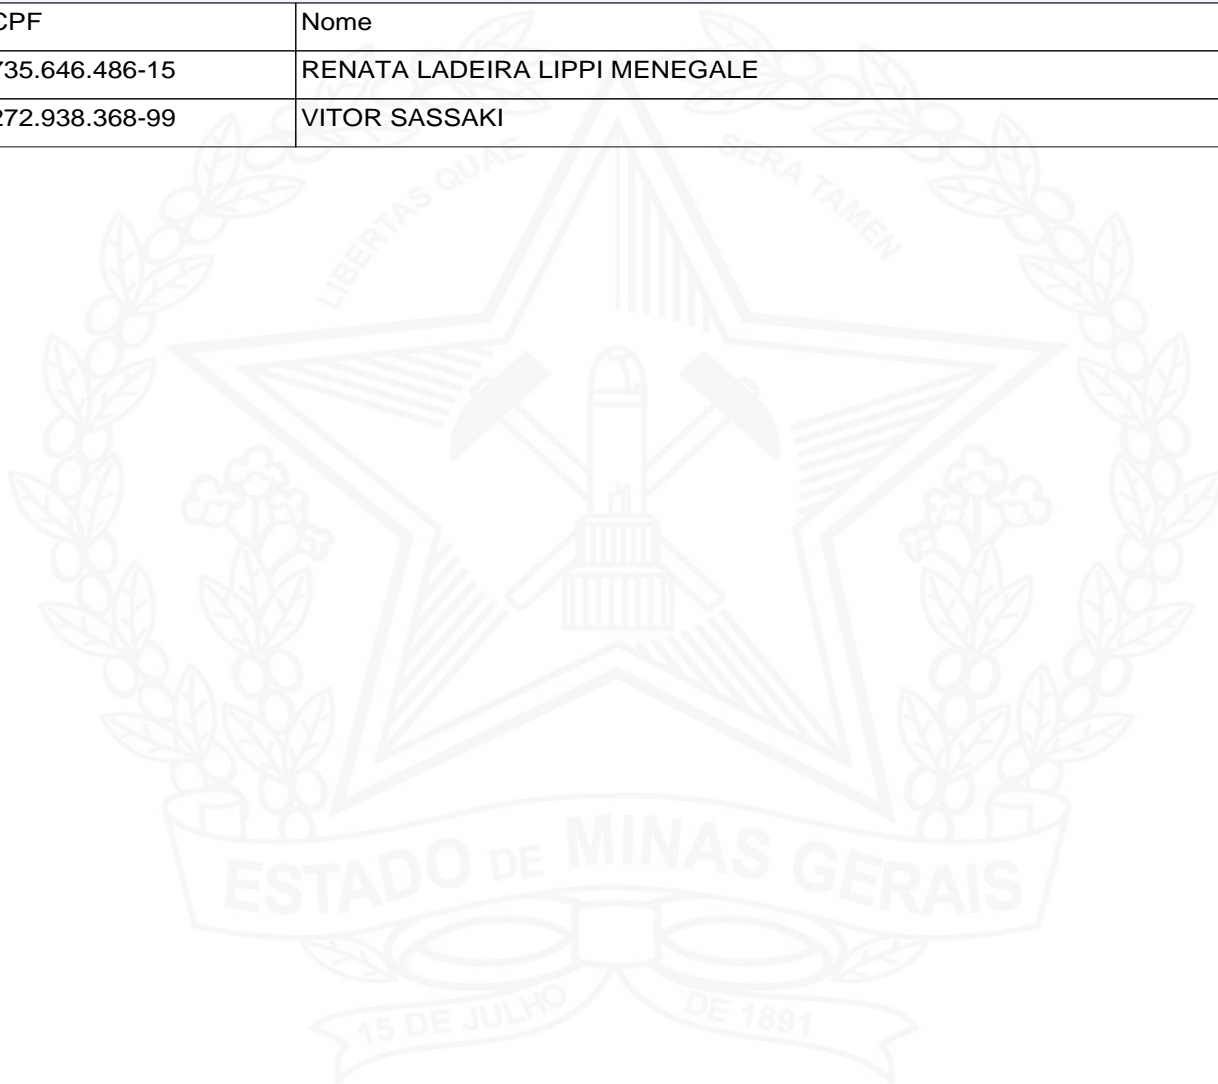 CPF Nome
735.646.486-15 RENATA LADEIRA LIPPI MENEGALE
272.938.368-99 VITOR SASSAKI
LIBERTAS QUAE SERA TAMEN
ESTADO DE MINAS GERAIS
15 DE JULHO DE 1891